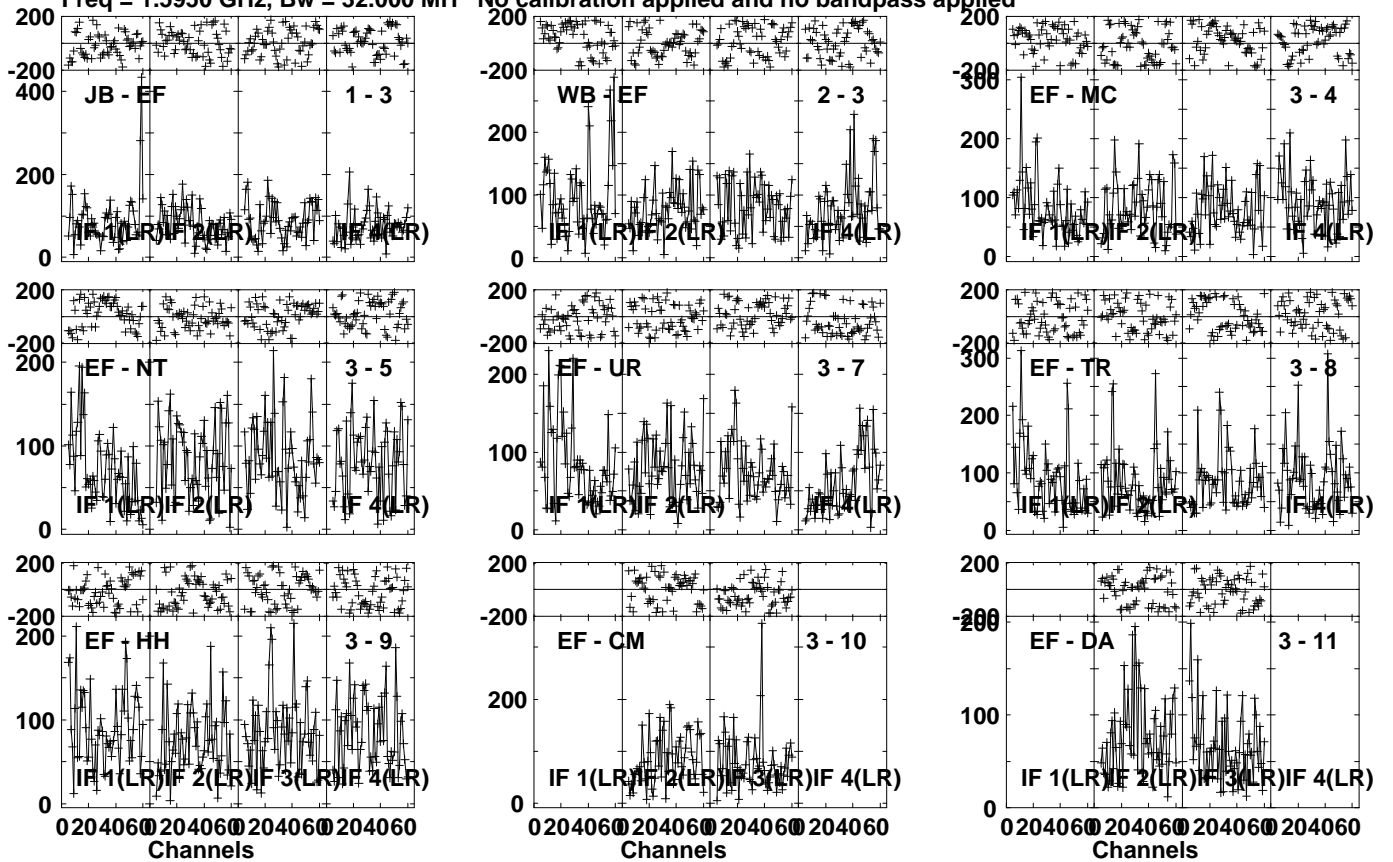 Freq = 1.5950 GHz, Bw = 32.000 MH No calibration applied and no bandpass applied
200
-200
JB - EF 1 - 3
400
200
0
IF 1(LR) IF 2(LR) IF 4(LR)
200
-200
WB - EF 2 - 3
200
100
0
IF 1(LR) IF 2(LR) IF 4(LR)
200
-200
300
EF - MC 3 - 4
200
100
0
IF 1(LR) IF 2(LR) IF 4(LR)
200
-200
EF - NT 3 - 5
200
100
0
IF 1(LR) IF 2(LR) IF 4(LR)
200
-200
EF - UR 3 - 7
200
100
0
IF 1(LR) IF 2(LR) IF 4(LR)
200
-200
300
EF - TR 3 - 8
200
100
0
IF 1(LR) IF 2(LR) IF 4(LR)
200
-200
EF - HH 3 - 9
200
100
0
IF 1(LR) IF 2(LR) IF 3(LR) IF 4(LR)
0 20 40 60 0 20 40 60 0 20 40 60 0 20 40 60
Channels
200
-200
EF - CM 3 - 10
200
0
IF 1(LR) IF 2(LR) IF 3(LR) IF 4(LR)
0 20 40 60 0 20 40 60 0 20 40 60 0 20 40 60
Channels
200
-200
200
EF - DA 3 - 11
100
0
IF 1(LR) IF 2(LR) IF 3(LR) IF 4(LR)
0 20 40 60 0 20 40 60 0 20 40 60 0 20 40 60
Channels